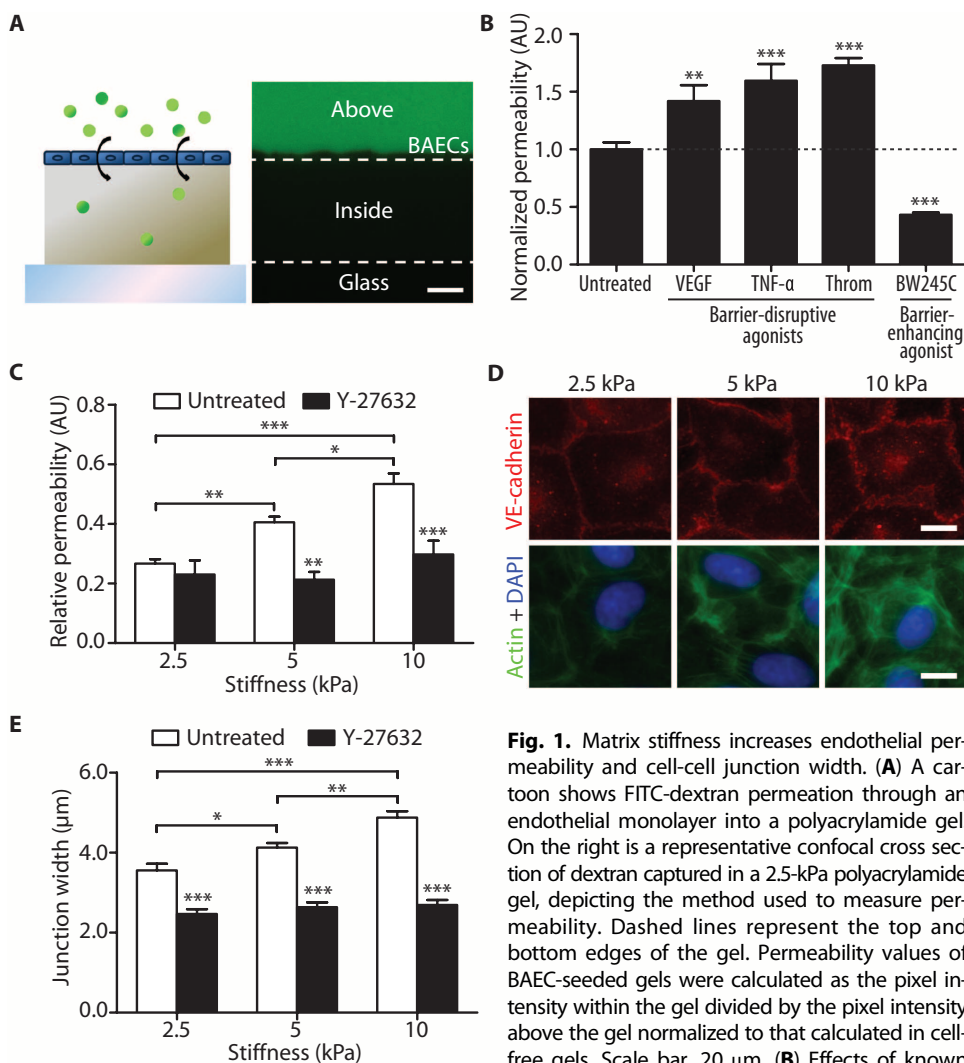 A
Above
BAECs
Inside
Glass
B
Normalized permeability (AU)
2.0
1.5
1.0
0.5
0.0
** *** *** ***
Untreated VEGF TNF-α Throm BW245C
Barrier-disruptive
agonists
Barrier-
enhancing
agonist
C
Untreated Y-27632
Relative permeability (AU)
0.8
0.6
0.4
0.2
0.0
***
*
**
**
***
2.5 5 10
Stiffness (kPa)
D
2.5 kPa 5 kPa 10 kPa
VE-cadherin
Actin + DAPI
E
Untreated Y-27632
Junction width (μm)
6.0
4.0
2.0
0.0
***
**
*
*** *** ***
2.5 5 10
Stiffness (kPa)
Fig. 1. Matrix stiffness increases endothelial per-
meability and cell-cell junction width. (A) A car-
toon shows FITC-dextran permeation through an
endothelial monolayer into a polyacrylamide gel.
On the right is a representative confocal cross sec-
tion of dextran captured in a 2.5-kPa polyacrylamide
gel, depicting the method used to measure per-
meability. Dashed lines represent the top and
bottom edges of the gel. Permeability values of
BAEC-seeded gels were calculated as the pixel in-
tensity within the gel divided by the pixel intensity
above the gel normalized to that calculated in cell-
free gels. Scale bar, 20 μm. (B) Effects of known